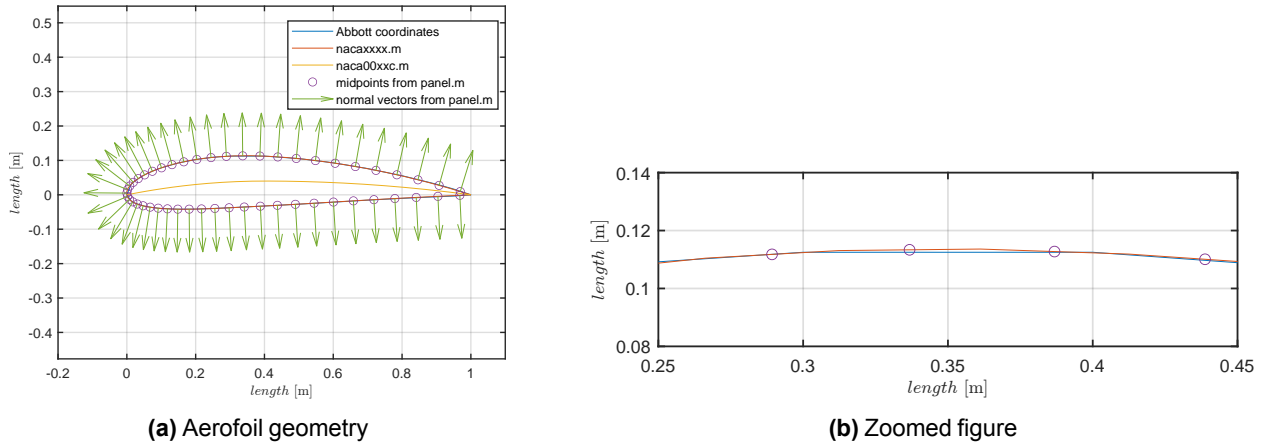 0.5
0.4
0.3
0.2
0.1
0
-0.1
-0.2
-0.3
-0.4
-0.2 0 0.2 0.4 0.6 0.8 1
length [m]
length [m]
Abbott coordinates
nacaxxxx.m
naca00xxc.m
midpoints from panel.m
normal vectors from panel.m
(a) Aerofoil geometry
0.14
0.12
0.1
0.08
0.25 0.3 0.35 0.4 0.45
length [m]
length [m]
(b) Zoomed figure